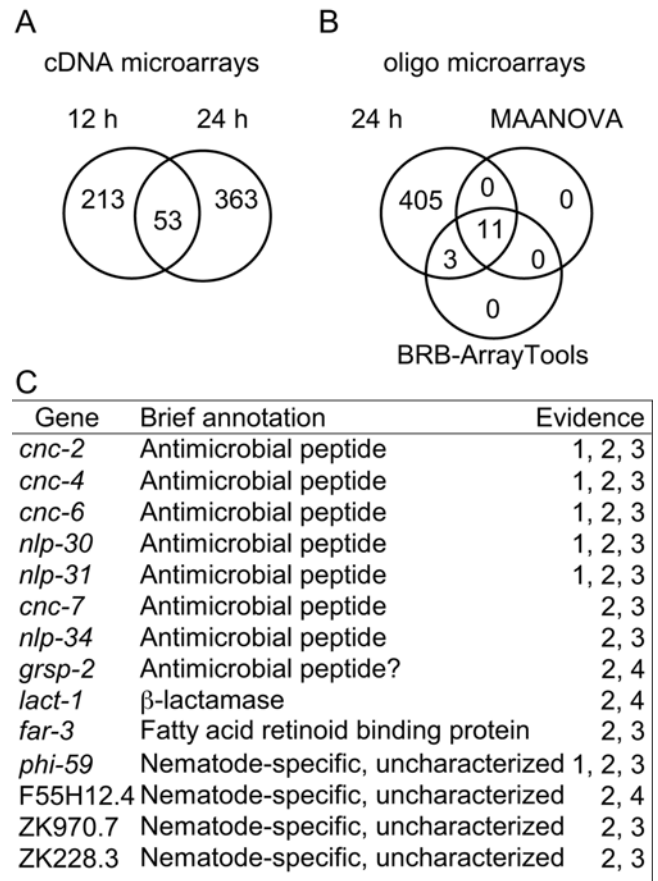 A
cDNA microarrays
12 h 24 h
213 53 363
B
oligo microarrays
24 h MAANOVA
405 0 0
11
3 0
0
BRB-ArrayTools
C
Gene Brief annotation Evidence
cnc-2 Antimicrobial peptide 1, 2, 3
cnc-4 Antimicrobial peptide 1, 2, 3
cnc-6 Antimicrobial peptide 1, 2, 3
nlp-30 Antimicrobial peptide 1, 2, 3
nlp-31 Antimicrobial peptide 1, 2, 3
cnc-7 Antimicrobial peptide 2, 3
nlp-34 Antimicrobial peptide 2, 3
grsp-2 Antimicrobial peptide? 2, 4
lact-1 β-lactamase 2, 4
far-3 Fatty acid retinoid binding protein 2, 3
phi-59 Nematode-specific, uncharacterized 1, 2, 3
F55H12.4 Nematode-specific, uncharacterized 2, 4
ZK970.7 Nematode-specific, uncharacterized 2, 3
ZK228.3 Nematode-specific, uncharacterized 2, 3